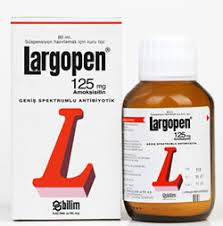 80 ml.
Süspansiyon hazırlamak için kuru toz
Largopen
125 mg
Amoksisilin
GENİŞ SPEKTRUMLU ANTİBİYOTİK
L
bilim
Largopen
125 mg
GENİŞ SPEKTRUMLU ANTİBİYOTİK
L